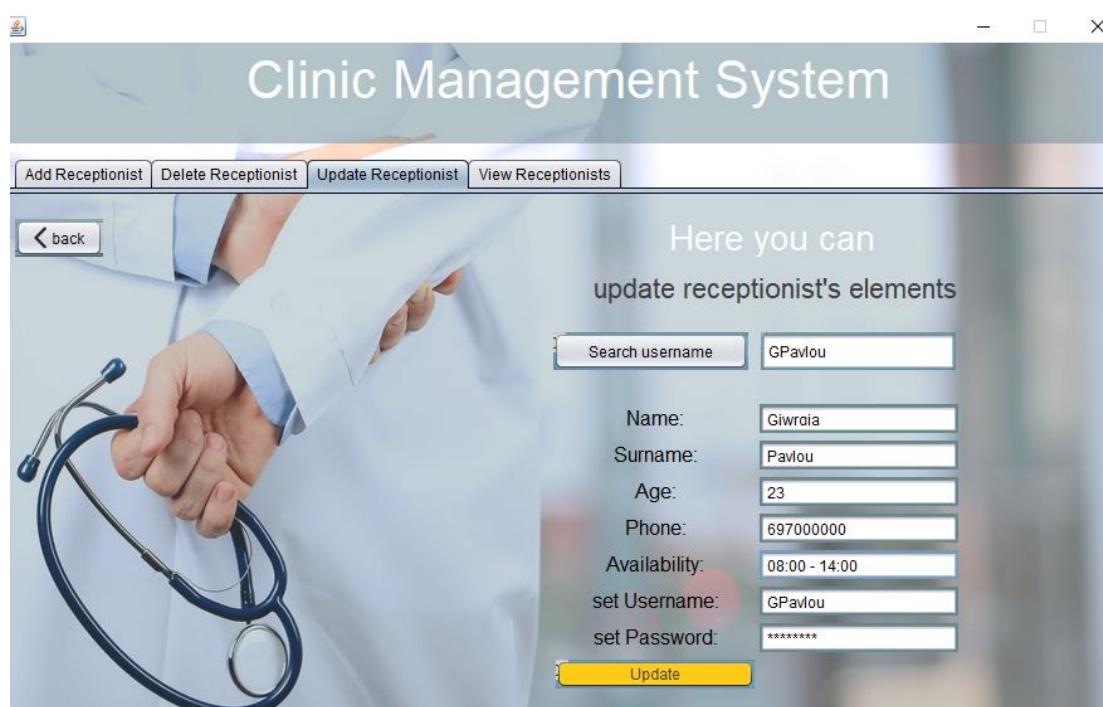 Clinic Management System
Add Receptionist Delete Receptionist Update Receptionist View Receptionists
back
Here you can
update receptionist's elements
Search username GPavlou
Name: Giwrgia
Surname: Pavlou
Age: 23
Phone: 697000000
Availability: 08:00 - 14:00
set Username: GPavlou
set Password: ********
Update